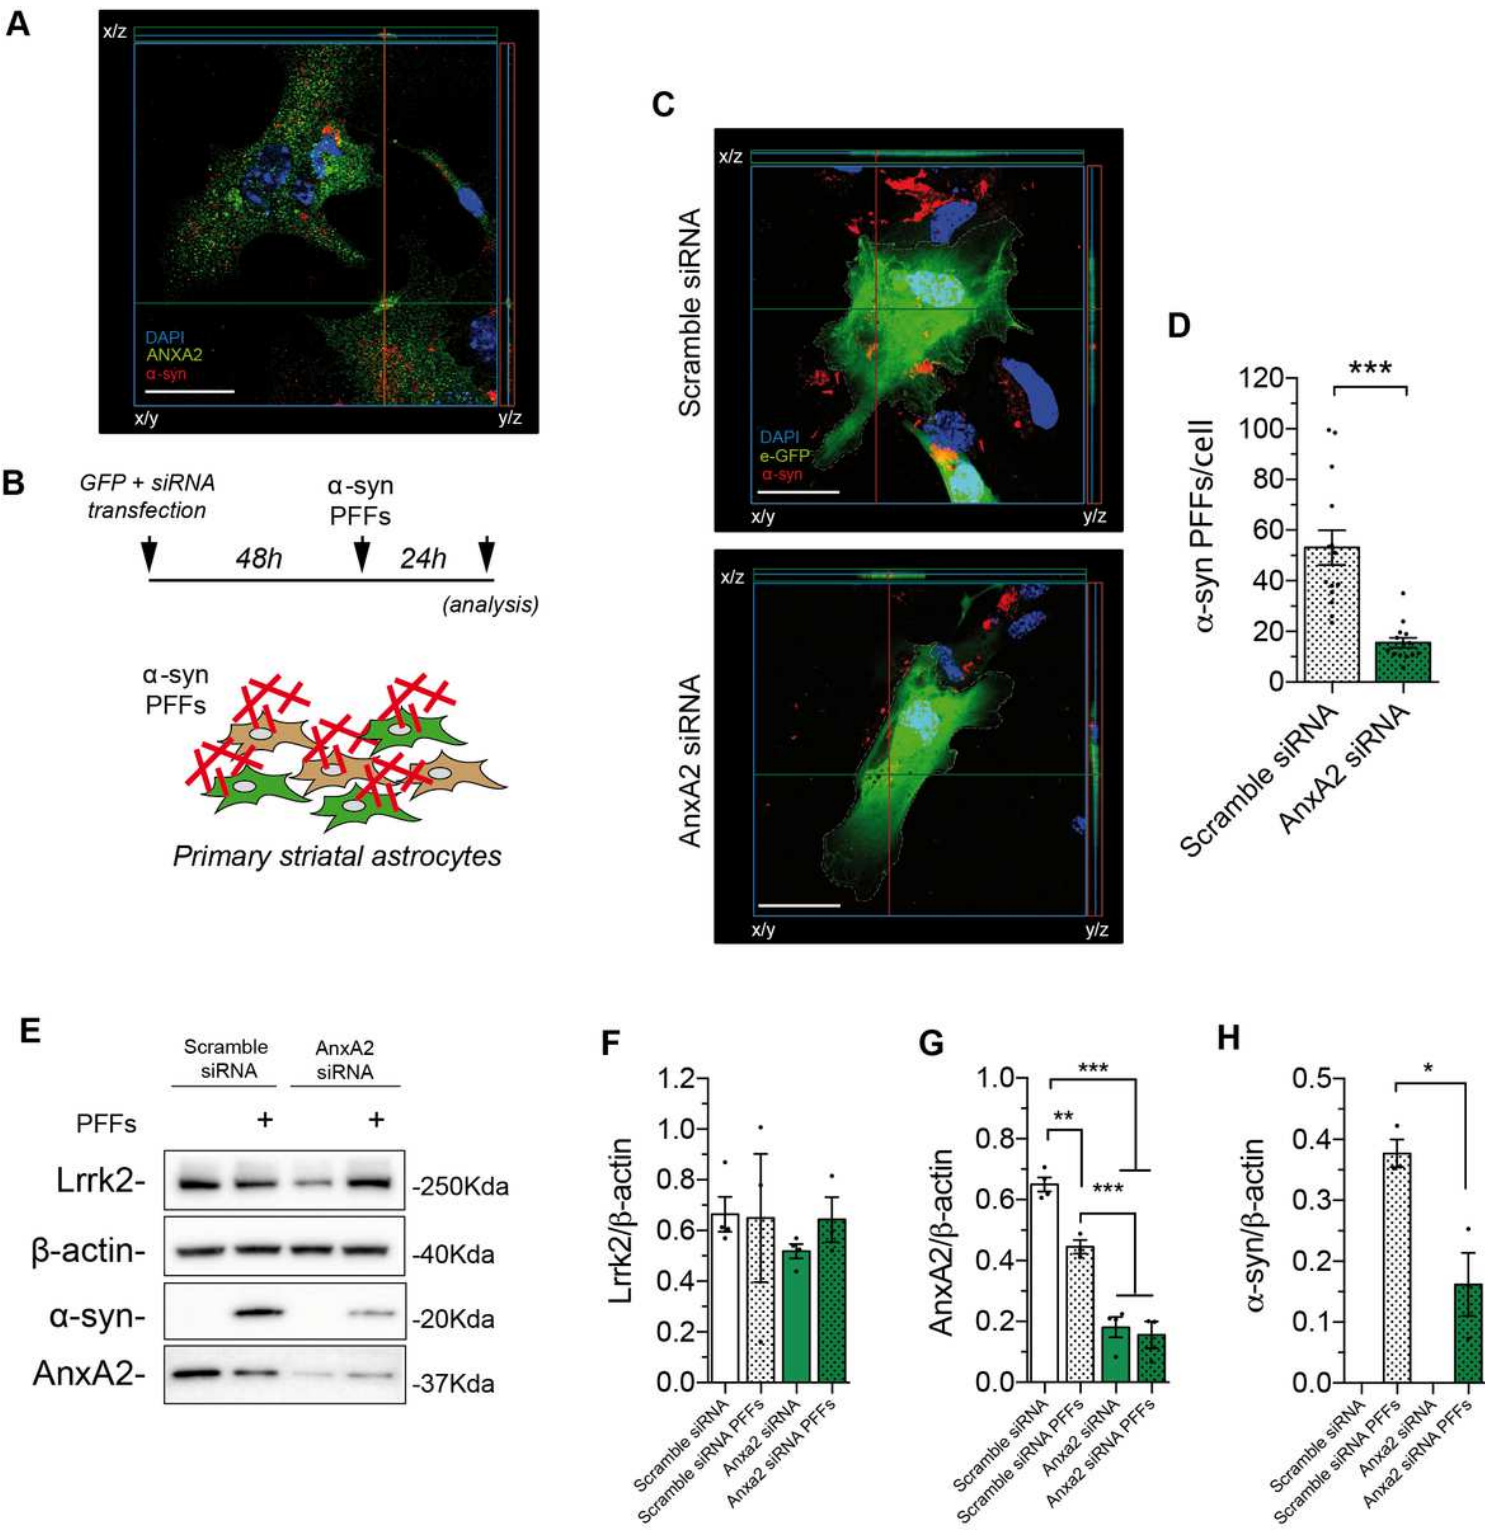 A
x/z
DAPI
ANXA2
α-syn
x/y
y/z
B
GFP + siRNA
transfection
α-syn
PFFs
48h
24h
(analysis)
α-syn
PFFs
Primary striatal astrocytes
C
Scramble siRNA
x/z
DAPI
e-GFP
α-syn
x/y
y/z
AnxA2 siRNA
x/z
x/y
y/z
D
α-syn PFFs/cell
120
100
80
60
40
20
0
***
Scramble siRNA
AnxA2 siRNA
E
Scramble
siRNA
AnxA2
siRNA
PFFs
+
+
Lrrk2-
-250Kda
β-actin-
-40Kda
α-syn-
-20Kda
AnxA2-
-37Kda
F
Lrrk2/β-actin
1.2
1.0
0.8
0.6
0.4
0.2
0.0
Scramble siRNA
Scramble siRNA PFFs
Anxa2 siRNA
Anxa2 siRNA PFFs
G
AnxA2/β-actin
1.0
0.8
0.6
0.4
0.2
0.0
***
**
***
Scramble siRNA
Scramble siRNA PFFs
Anxa2 siRNA
Anxa2 siRNA PFFs
H
α-syn/β-actin
0.5
0.4
0.3
0.2
0.1
0.0
*
Scramble siRNA
Scramble siRNA PFFs
Anxa2 siRNA
Anxa2 siRNA PFFs